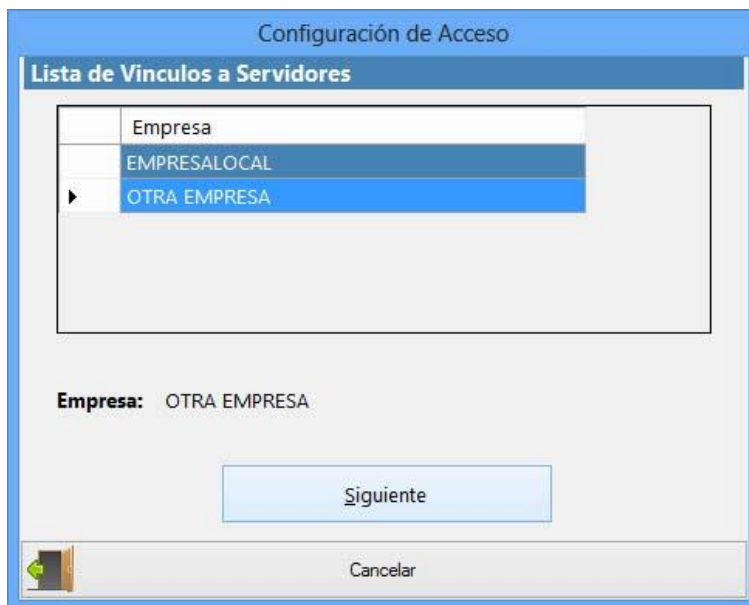 Configuración de Acceso
Lista de Vinculos a Servidores
Empresa
EMPRESALOCAL
OTRA EMPRESA
Empresa: OTRA EMPRESA
Siguiente
Cancelar